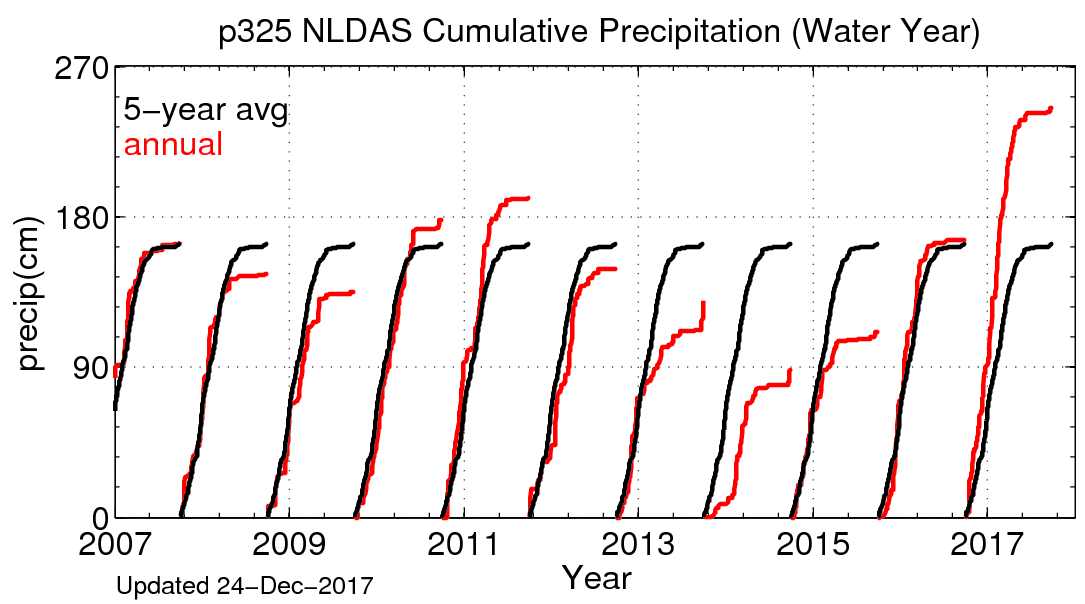 p325 NLDAS Cumulative Precipitation (Water Year)
270
5−year avg
annual
180
precip(cm)
90
0
2007 2009 2011 2013 2015 2017
Year
Updated 24−Dec−2017